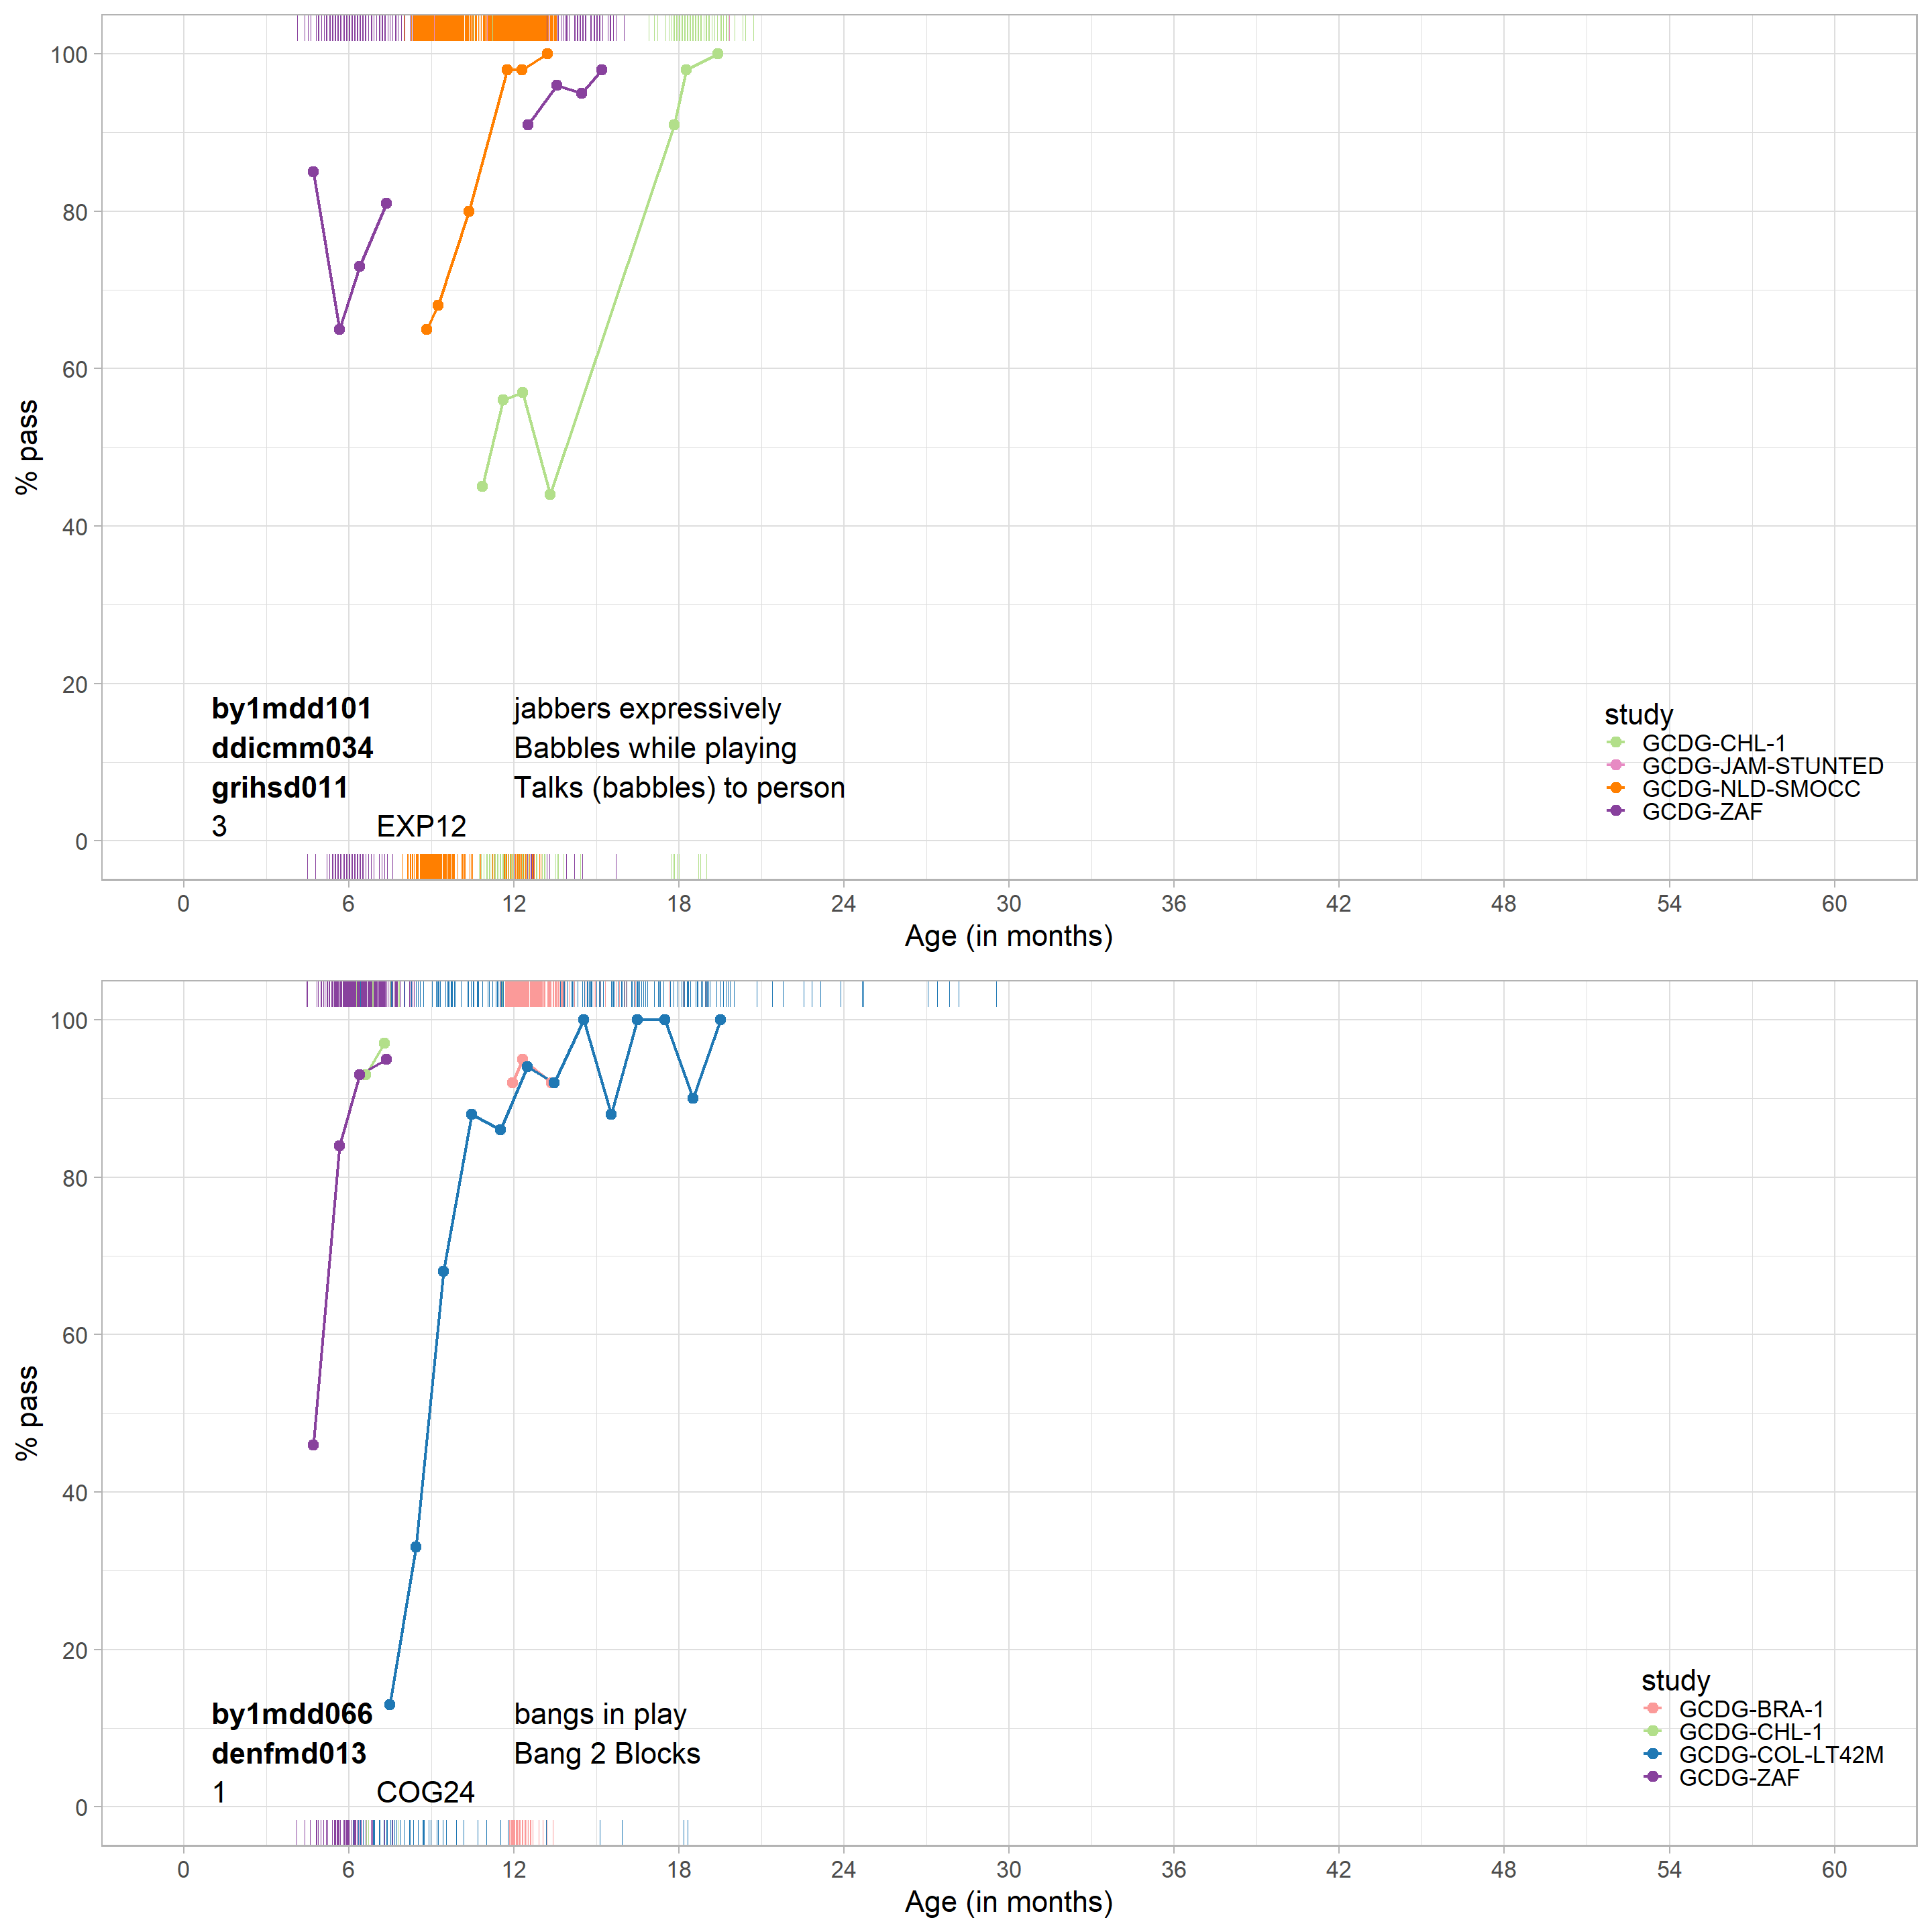 100
80
60
40
20
0
% pass
by1mdd101 jabbers expressively
ddicmm034 Babbles while playing
grihsd011 Talks (babbles) to person
3 EXP12
study
GCDG-CHL-1
GCDG-JAM-STUNTED
GCDG-NLD-SMOCC
GCDG-ZAF
0 6 12 18 24 30 36 42 48 54 60
Age (in months)
100
80
60
40
20
0
% pass
by1mdd066 bangs in play
denfmd013 Bang 2 Blocks
1 COG24
study
GCDG-BRA-1
GCDG-CHL-1
GCDG-COL-LT42M
GCDG-ZAF
0 6 12 18 24 30 36 42 48 54 60
Age (in months)